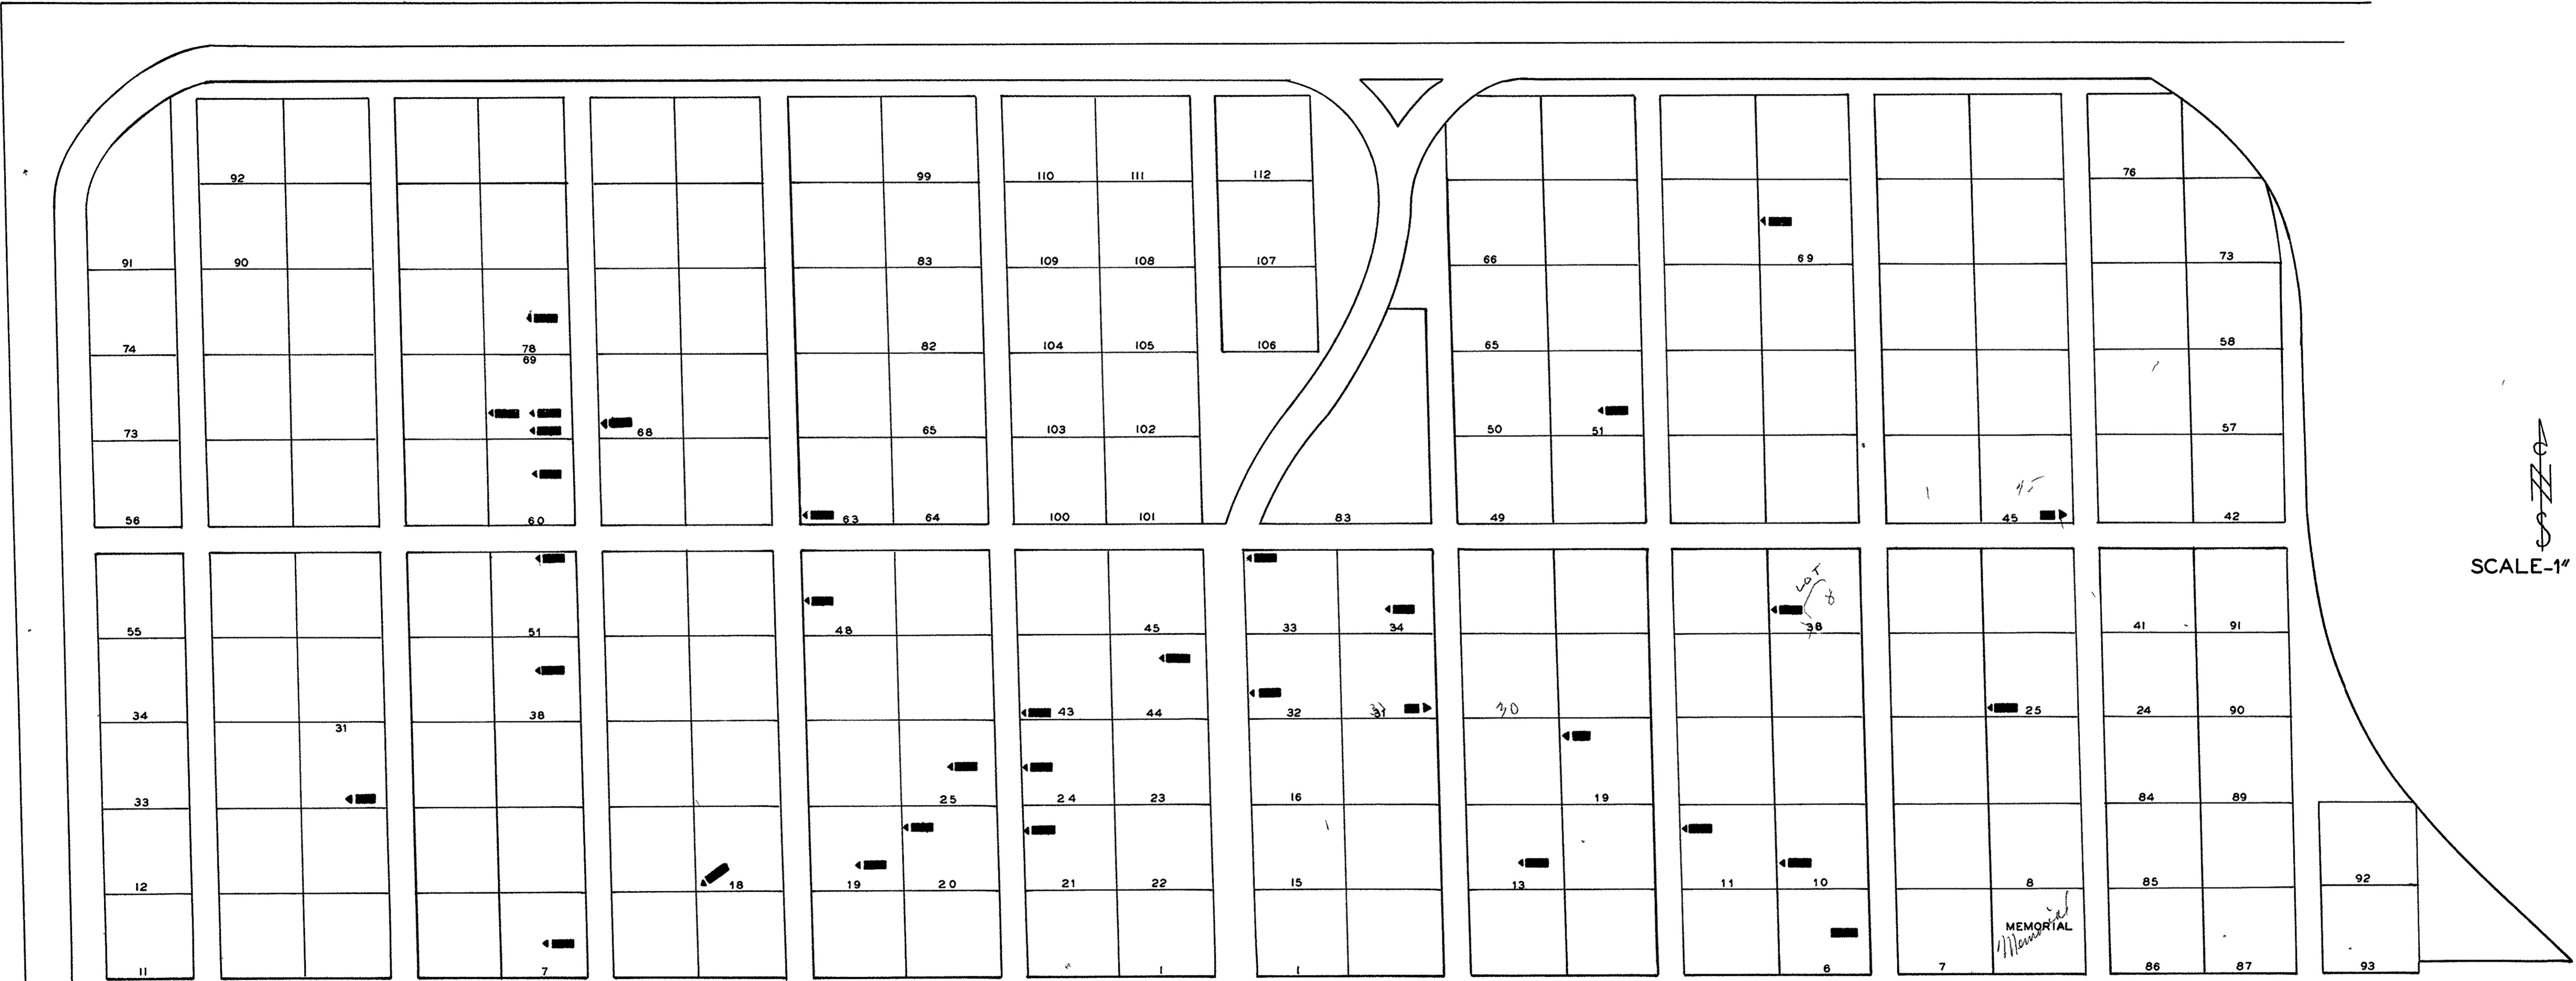 92 99 110 111 112 76
91 90 83 109 108 107 66 69 73
74 78 82 104 105 106 65 58
69
73 68 65 103 102 50 51 57
45
56 60 63 64 100 101 83 49 45 42
LOT
8
55 51 48 45 33 34 38 41 91
34 38 43 44 32 31 30 25 24 90
31
33 25 24 23 16 19 84 89
12 18 19 20 21 22 15 13 11 10 8 85 92
MEMORIAL
Memorial
11 7 1 1 6 7 86 87 93
N
S
SCALE-1"